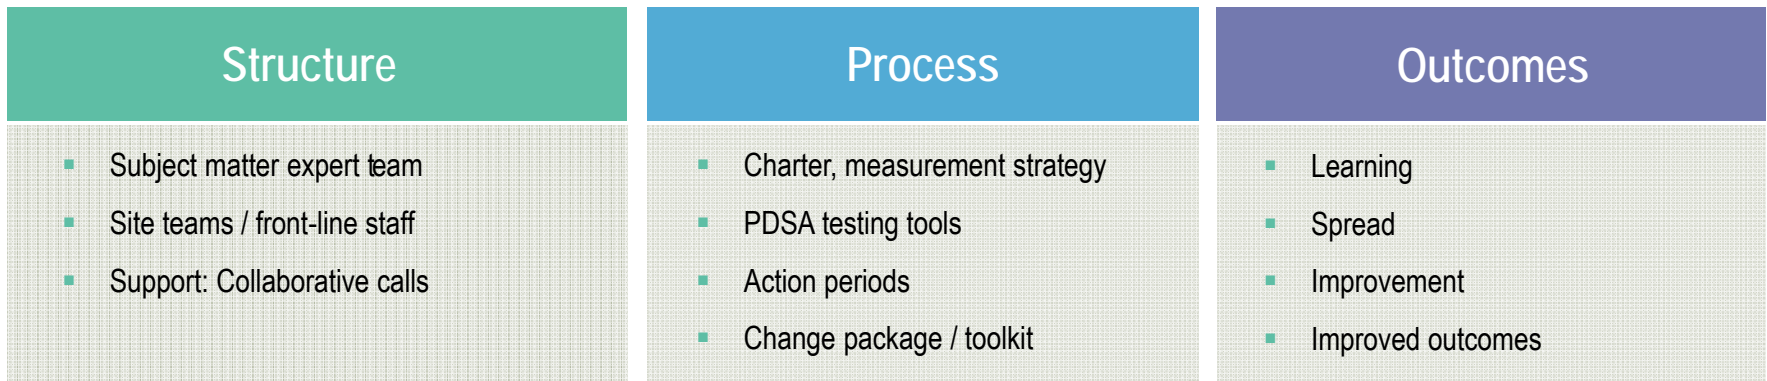 Structure
Subject matter expert team
Site teams / front-line staff
Support: Collaborative calls
Process
Charter, measurement strategy
PDSA testing tools
Action periods
Change package / toolkit
Outcomes
Learning
Spread
Improvement
Improved outcomes